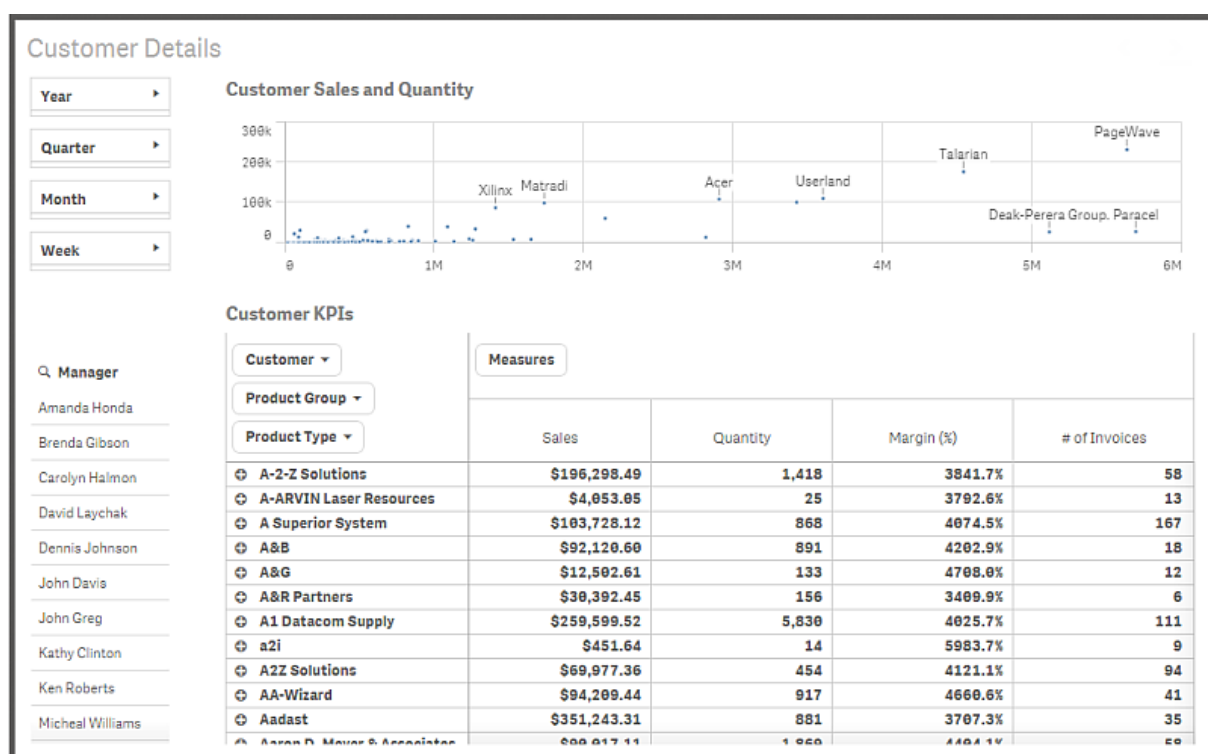 Customer Details
Year
Quarter
Month
Week
Customer Sales and Quantity
300k
200k
100k
0
PageWave
Talarian
Userland
Acer
Matradi
Xilinx
Deak-Perera Group. Paracel
0 1M 2M 3M 4M 5M 6M
Manager
Amanda Honda
Brenda Gibson
Carolyn Halmon
David Laychak
Dennis Johnson
John Davis
John Greg
Kathy Clinton
Ken Roberts
Micheal Williams
Customer KPIs
Customer
Product Group
Product Type
Measures
Sales Quantity Margin (%) # of Invoices
A-2-Z Solutions $196,298.49 1,418 3841.7% 58
A-ARVIN Laser Resources $4,053.05 25 3792.6% 13
A Superior System $103,728.12 868 4074.5% 167
A&B $92,120.60 891 4202.9% 18
A&G $12,502.61 133 4708.0% 12
A&R Partners $30,392.45 156 3409.9% 6
A1 Datacom Supply $259,599.52 5,830 4025.7% 111
a2i $451.64 14 5983.7% 9
A2Z Solutions $69,977.36 454 4121.1% 94
AA-Wizard $94,209.44 917 4660.6% 41
Aadast $351,243.31 881 3707.3% 35
Aaron D. Meyer & Associates